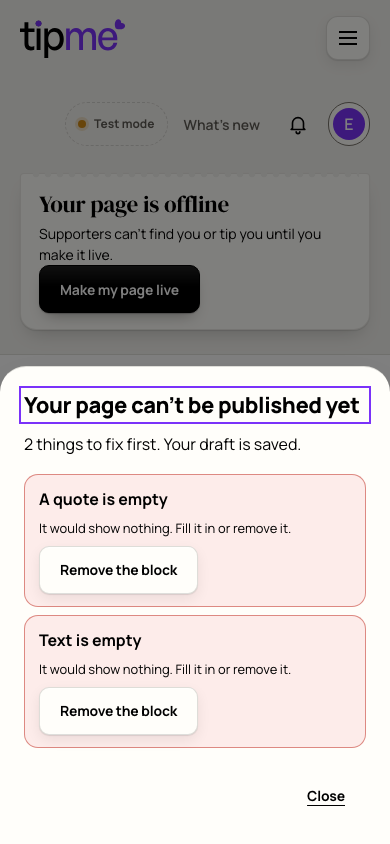 tipme
Test mode
What's new
E
Your page is offline
Supporters can't find you or tip you until you
make it live.
Make my page live
Your page can't be published yet
2 things to fix first. Your draft is saved.
A quote is empty
It would show nothing. Fill it in or remove it.
Remove the block
Text is empty
It would show nothing. Fill it in or remove it.
Remove the block
Close